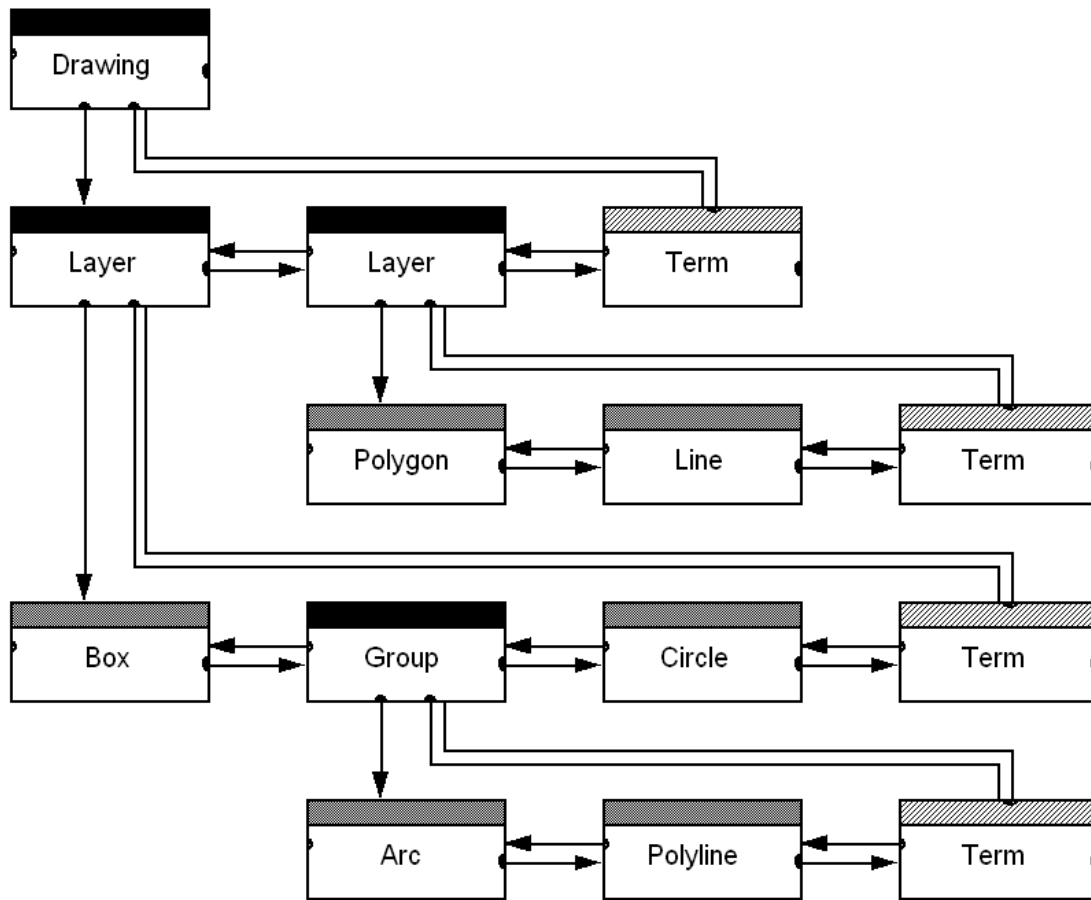 Drawing
Layer Layer Term
Polygon Line Term
Box Group Circle Term
Arc Polyline Term